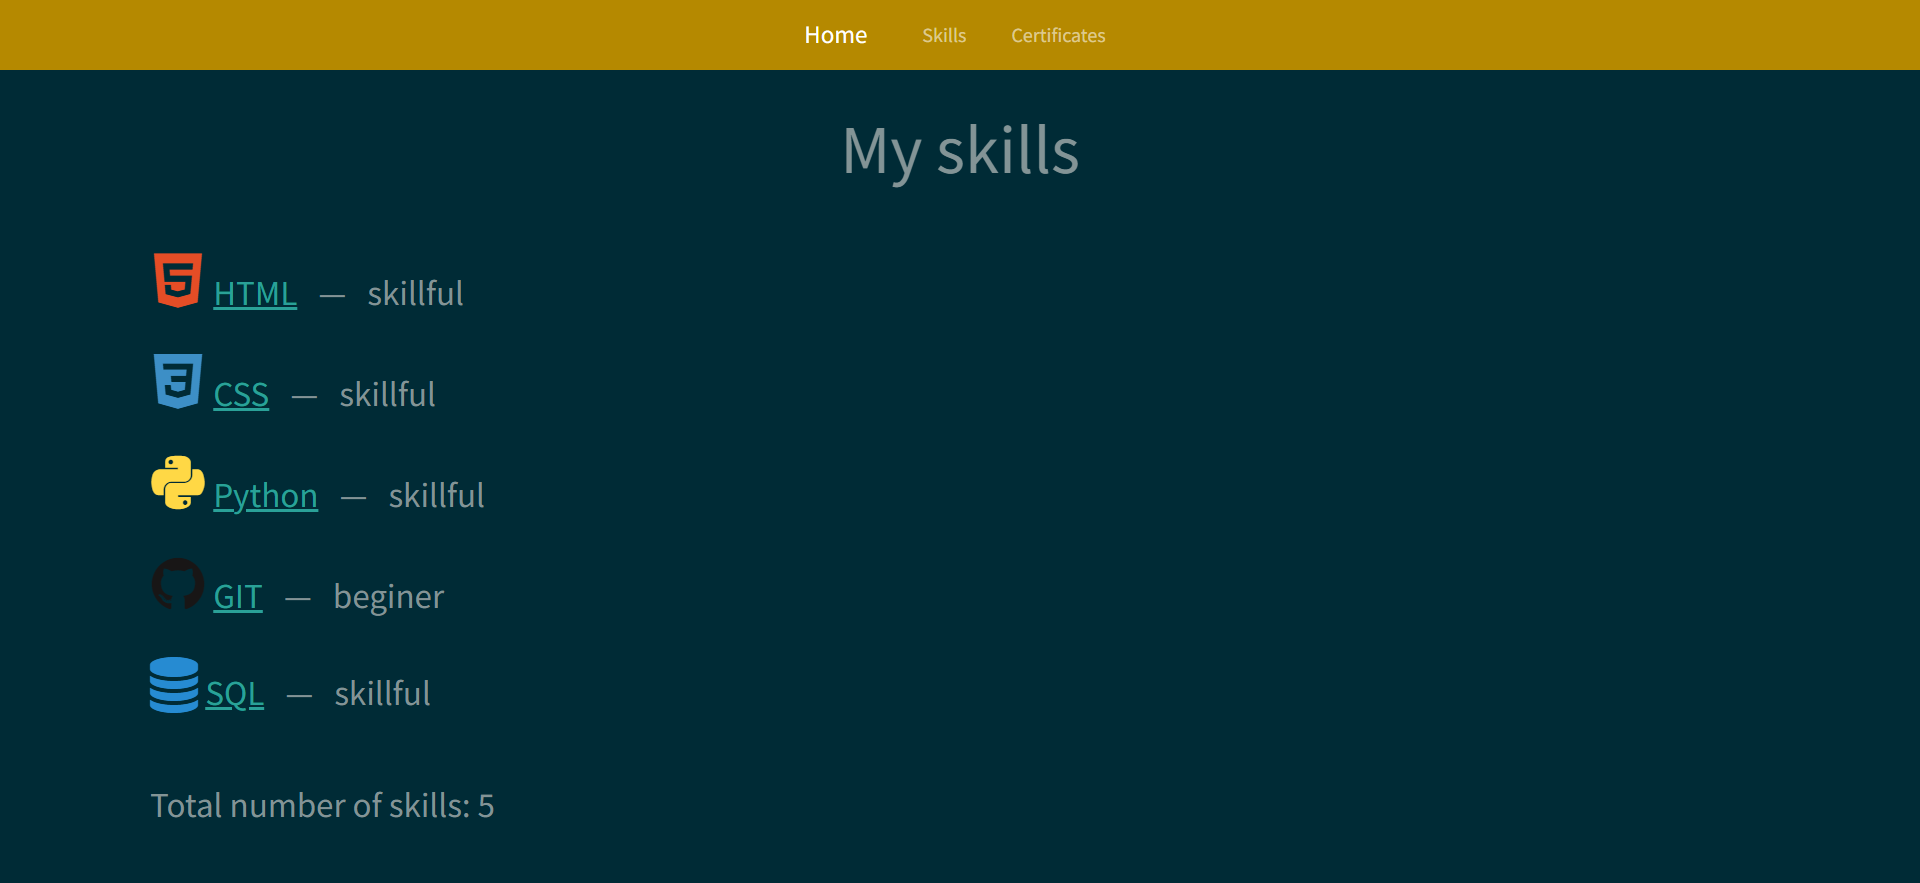 Home Skills Certificates
My skills
HTML — skillful
CSS — skillful
Python — skillful
GIT — beginer
SQL — skillful
Total number of skills: 5